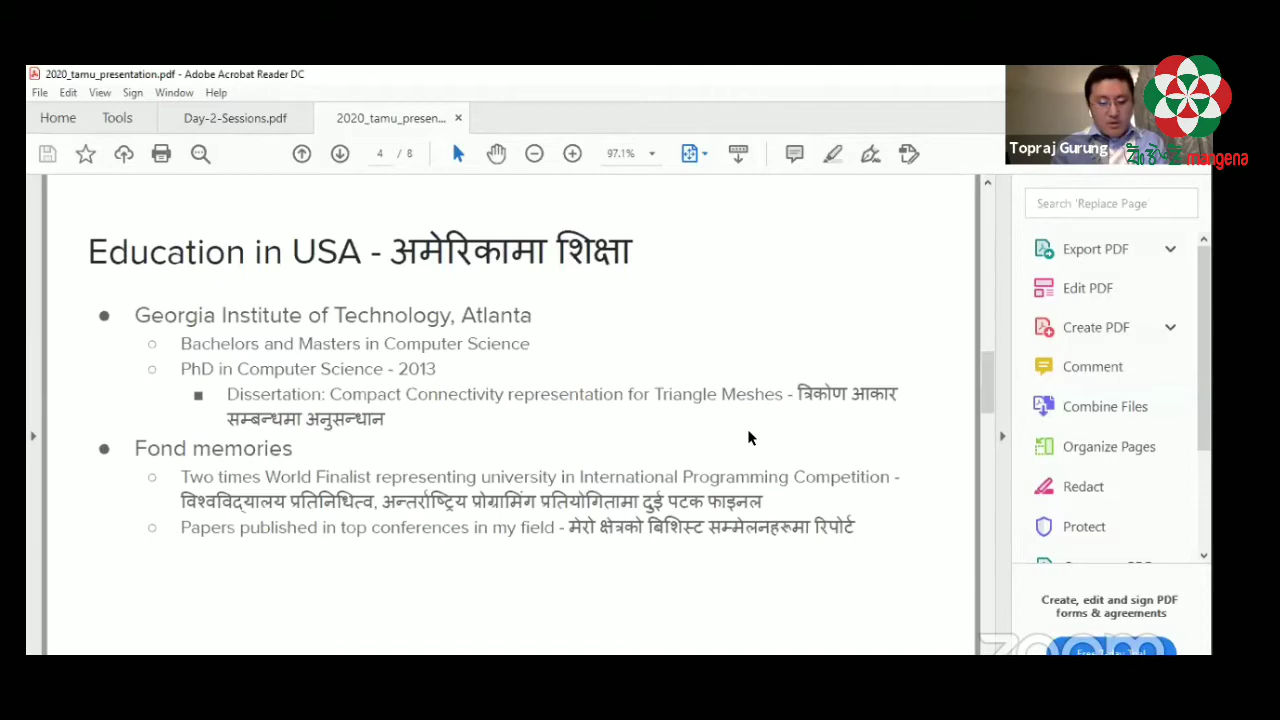 2020_tamu_presentation.pdf - Adobe Acrobat Reader DC
File Edit View Sign Window Help
Home Tools Day-2-Sessions.pdf 2020_tamu_presen... ×
4 / 8 97.1%
Topraj Gurung
mangena
Search 'Replace Page'
Education in USA - अमेरिकामा शिक्षा
Georgia Institute of Technology, Atlanta
Bachelors and Masters in Computer Science
PhD in Computer Science - 2013
Dissertation: Compact Connectivity representation for Triangle Meshes - त्रिकोण आकार
सम्बन्धमा अनुसन्धान
Fond memories
Two times World Finalist representing university in International Programming Competition -
विश्वविद्यालय प्रतिनिधित्व, अन्तर्राष्ट्रिय प्रोग्रामिंग प्रतियोगितामा दुई पटक फाइनल
Papers published in top conferences in my field - मेरो क्षेत्रको बिशिस्ट सम्मेलनहरूमा रिपोर्ट
Export PDF
Edit PDF
Create PDF
Comment
Combine Files
Organize Pages
Redact
Protect
Create, edit and sign PDF
forms & agreements
zoom